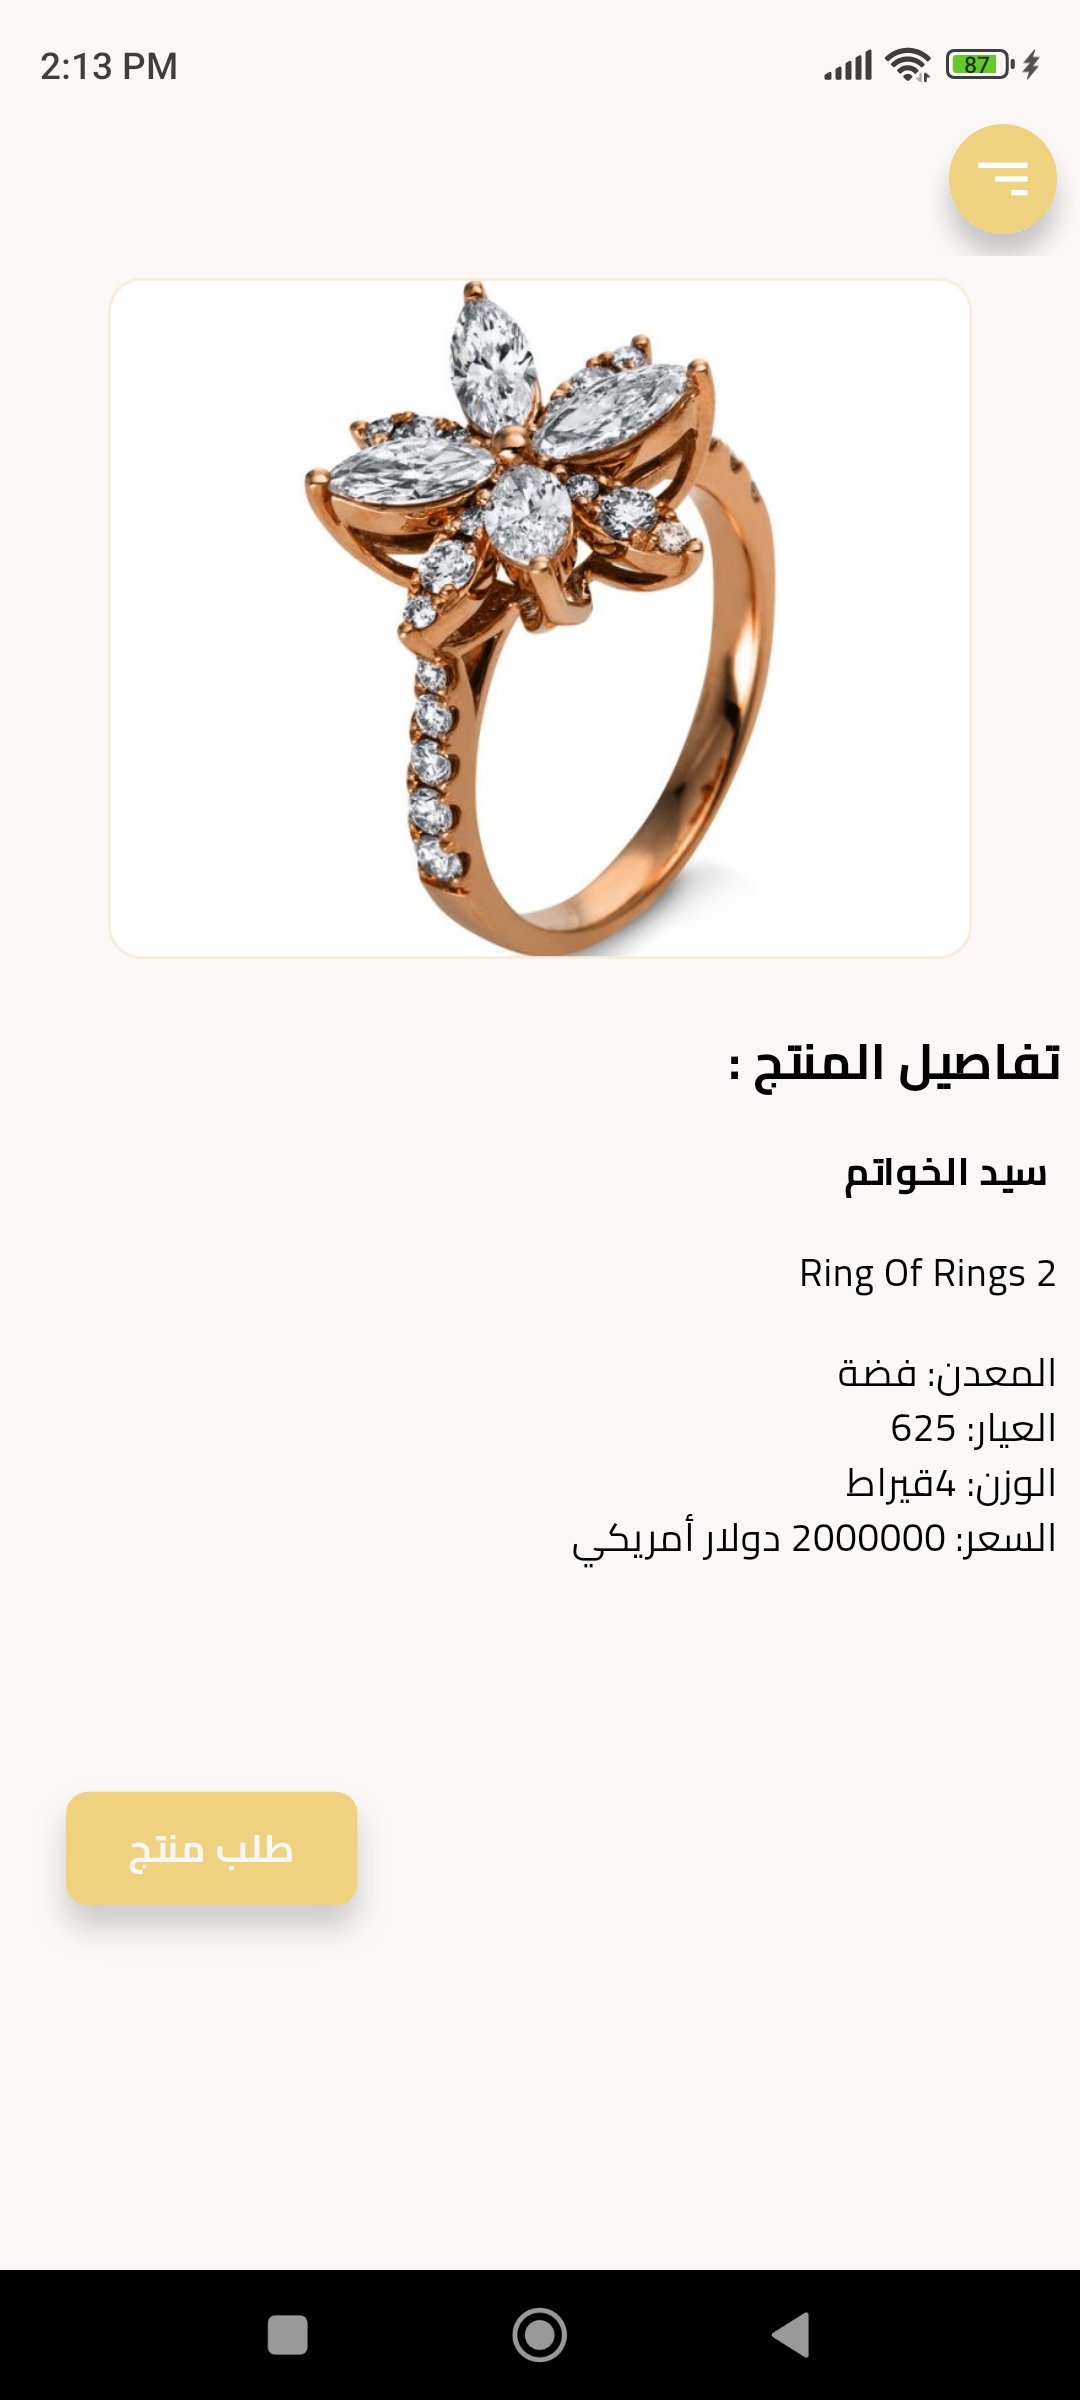 2:13 PM
87
تفاصيل المنتج :
سيد الخواتم
Ring Of Rings 2
المعدن: فضة
العيار: 625
الوزن: 4قيراط
السعر: 2000000 دولار أمريكي
طلب منتج